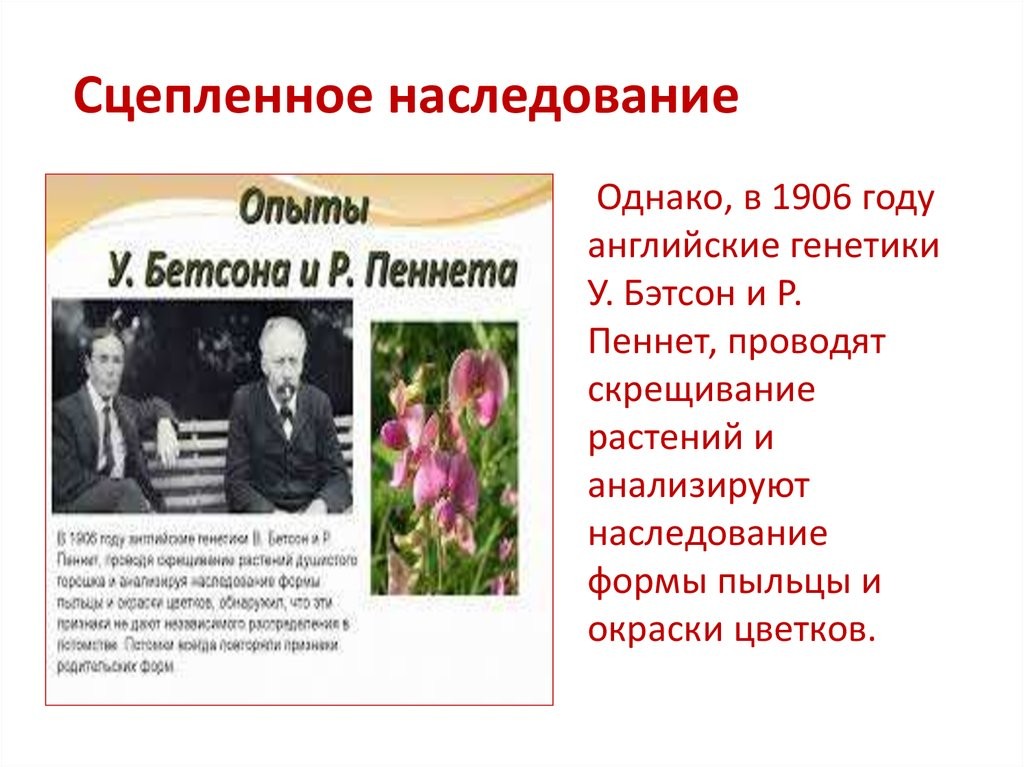 Сцепленное наследование
Опыты
У. Бетсона и Р. Пеннета
В 1906 году английские генетики В. Бетсон и Р.
Пеннит, проводя скрещивание растений душистого
горошка и анализируя наследование формы
пыльцы и окраски цветков, обнаружил, что эти
признаки не дают независимого распределения в
потомстве. Потомки всегда повторяли признаки
родительских форм.
Однако, в 1906 году
английские генетики
У. Бэтсон и Р.
Пеннет, проводят
скрещивание
растений и
анализируют
наследование
формы пыльцы и
окраски цветков.